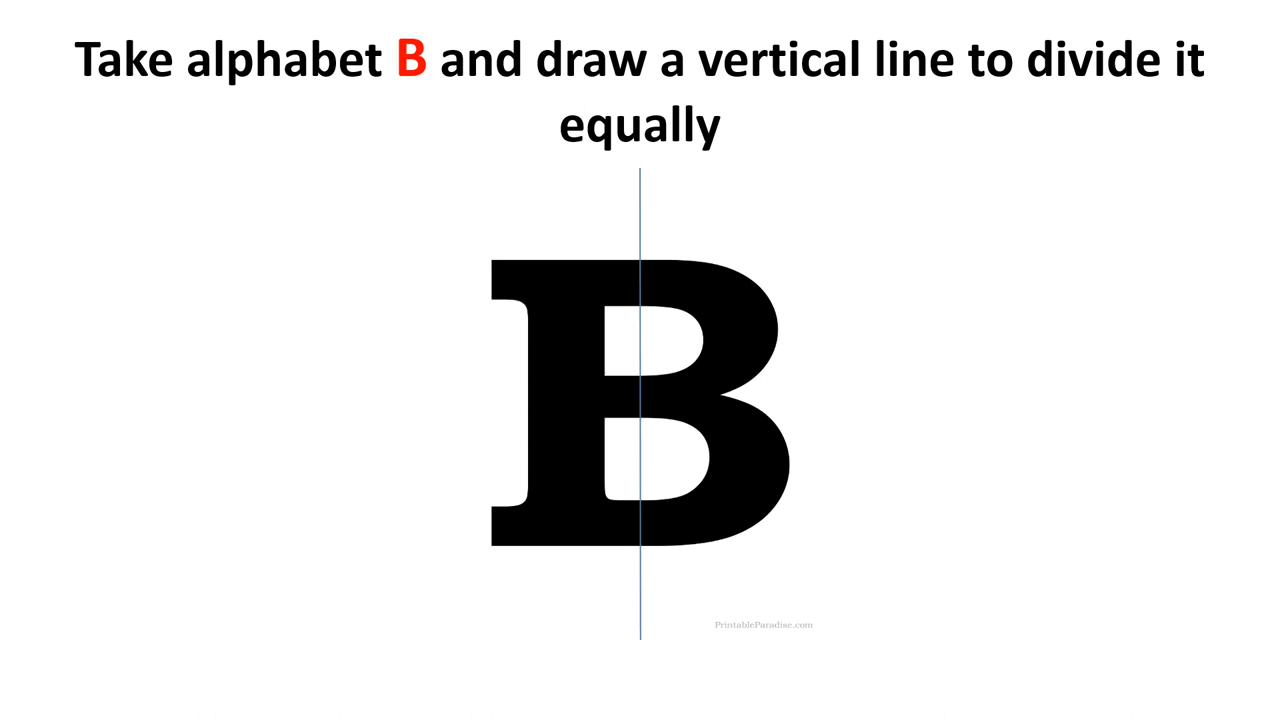 Take alphabet B and draw a vertical line to divide it
equally
B
PrintableParadise.com